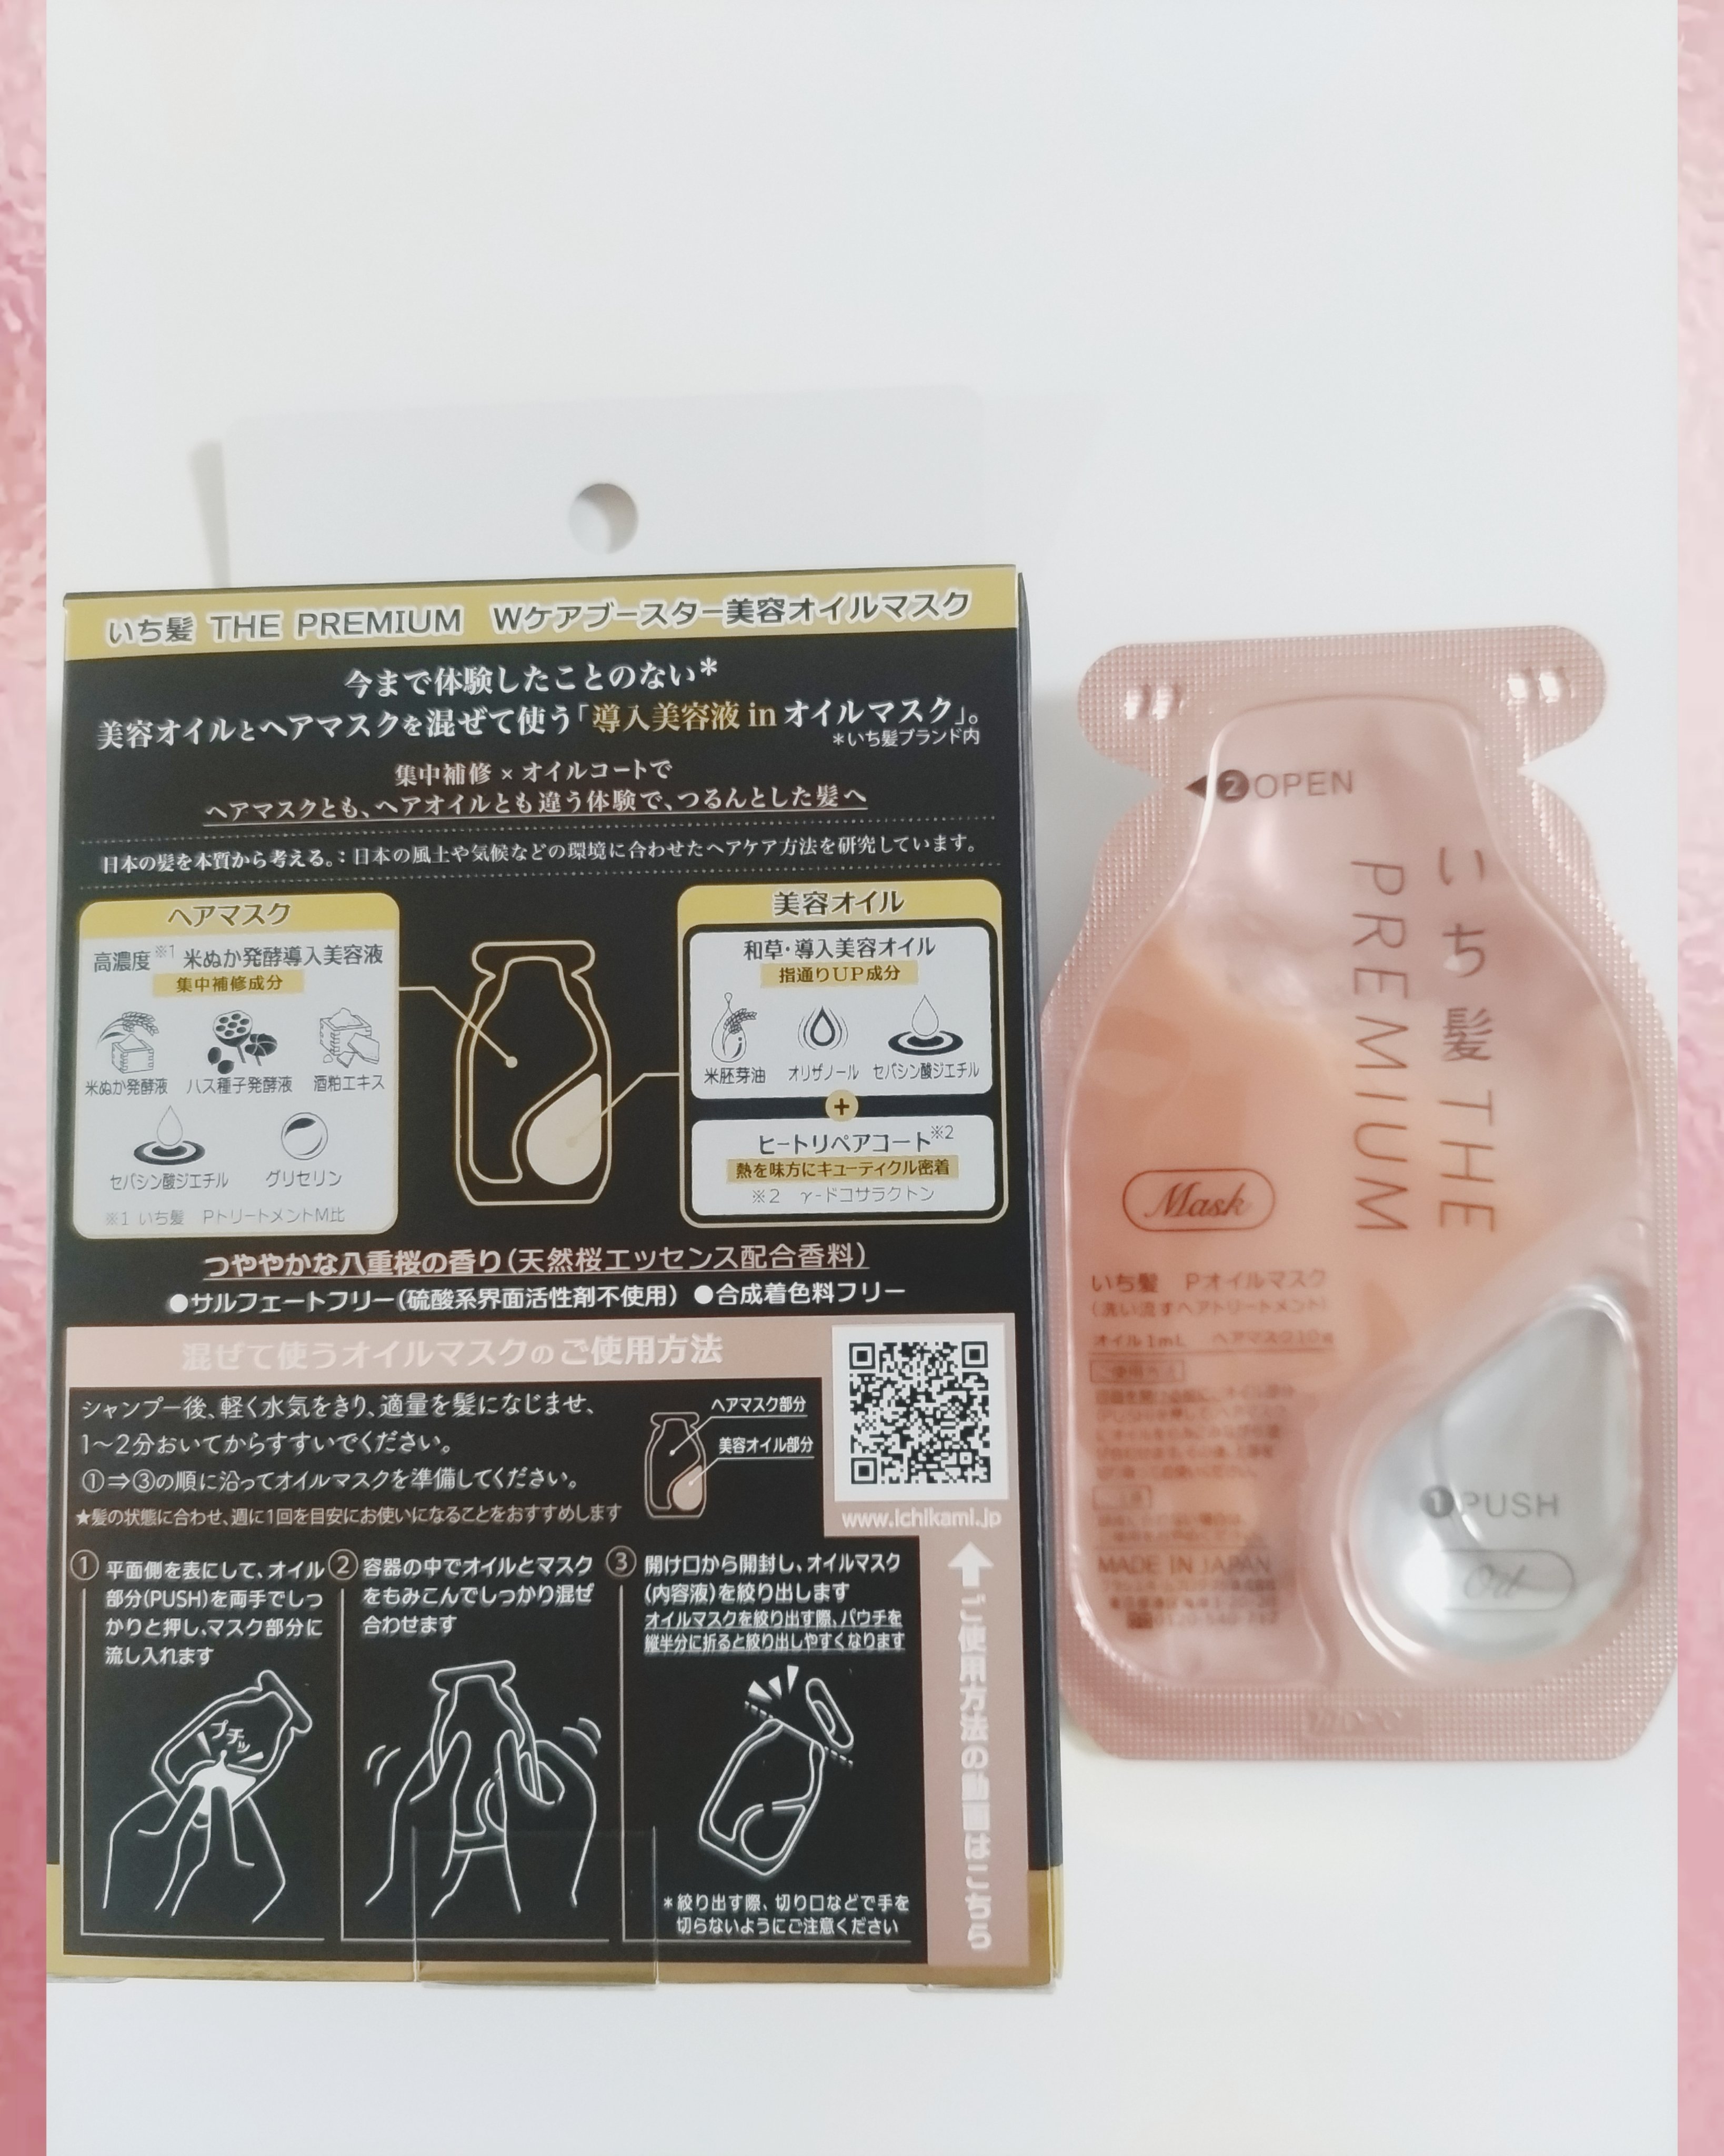 いち髪 THE PREMIUM Wケアブースター美容オイルマスク
今まで体験したことのない*
美容オイルとヘアマスクを混ぜて使う「導入美容液 in オイルマスク」。
*いち髪ブランド内
集中補修 × オイルコートで
ヘアマスクとも、ヘアオイルとも違う体験で、つるんとした髪へ
日本の髪を本質から考える。：日本の風土や気候などの環境に合わせたヘアケア方法を研究しています。
ヘアマスク
高濃度※1 米ぬか発酵導入美容液
集中補修成分
米ぬか発酵液 ハス種子発酵液 酒粕エキス
セバシン酸ジエチル グリセリン
※1 いち髪 PトリートメントM比
美容オイル
和草・導入美容オイル
指通りUP成分
米胚芽油 オリザノール セバシン酸ジエチル
+
ヒートリペアコート※2
熱を味方にキューティクル密着
※2 γ-ドコサラクトン
つややかな八重桜の香り（天然桜エッセンス配合香料）
●サルフェートフリー（硫酸系界面活性剤不使用） ●合成着色料フリー
混ぜて使うオイルマスクのご使用方法
シャンプー後、軽く水気をきり、適量を髪になじませ、
1〜2分おいてからすすいでください。
①⇒③の順に沿ってオイルマスクを準備してください。
★髪の状態に合わせ、週に1回を目安にお使いになることをおすすめします
ヘアマスク部分
美容オイル部分
www.ichikami.jp
① 平面側を表にして、オイル
部分(PUSH)を両手でしっ
かりと押し、マスク部分に
流し入れます
プチッ
② 容器の中でオイルとマスク
をもみこんでしっかり混ぜ
合わせます
③ 開け口から開封し、オイルマスク
(内容液)を絞り出します
オイルマスクを絞り出す際、パウチを
縦半分に折ると絞り出しやすくなります
*絞り出す際、切り口などで手を
切らないようにご注意ください
ご使用方法の動画はこちら
◀2OPEN
いち髪 THE
PREMIUM
Mask
いち髪 Pオイルマスク
(洗い流すヘアトリートメント)
オイル1mL ヘアマスク10g
ご使用方法
1PUSH
Oil
MADE IN JAPAN